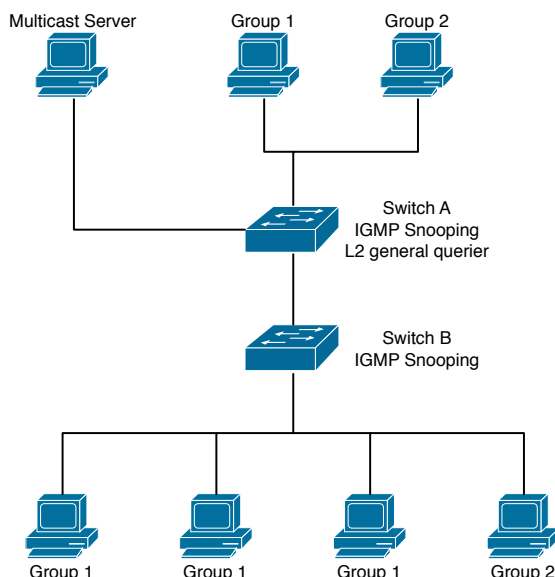 Multicast Server
Group 1
Group 2
Switch A
IGMP Snooping
L2 general querier
Switch B
IGMP Snooping
Group 1
Group 1
Group 1
Group 2